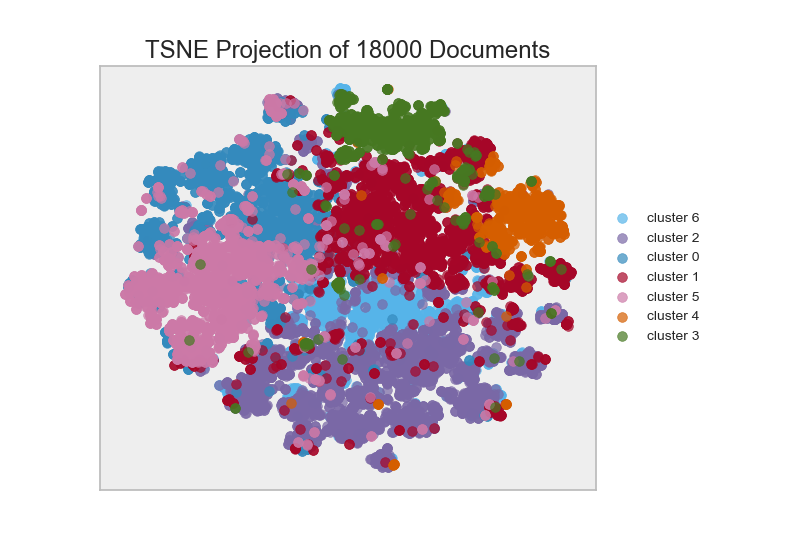 TSNE Projection of 18000 Documents
cluster 6
cluster 2
cluster 0
cluster 1
cluster 5
cluster 4
cluster 3